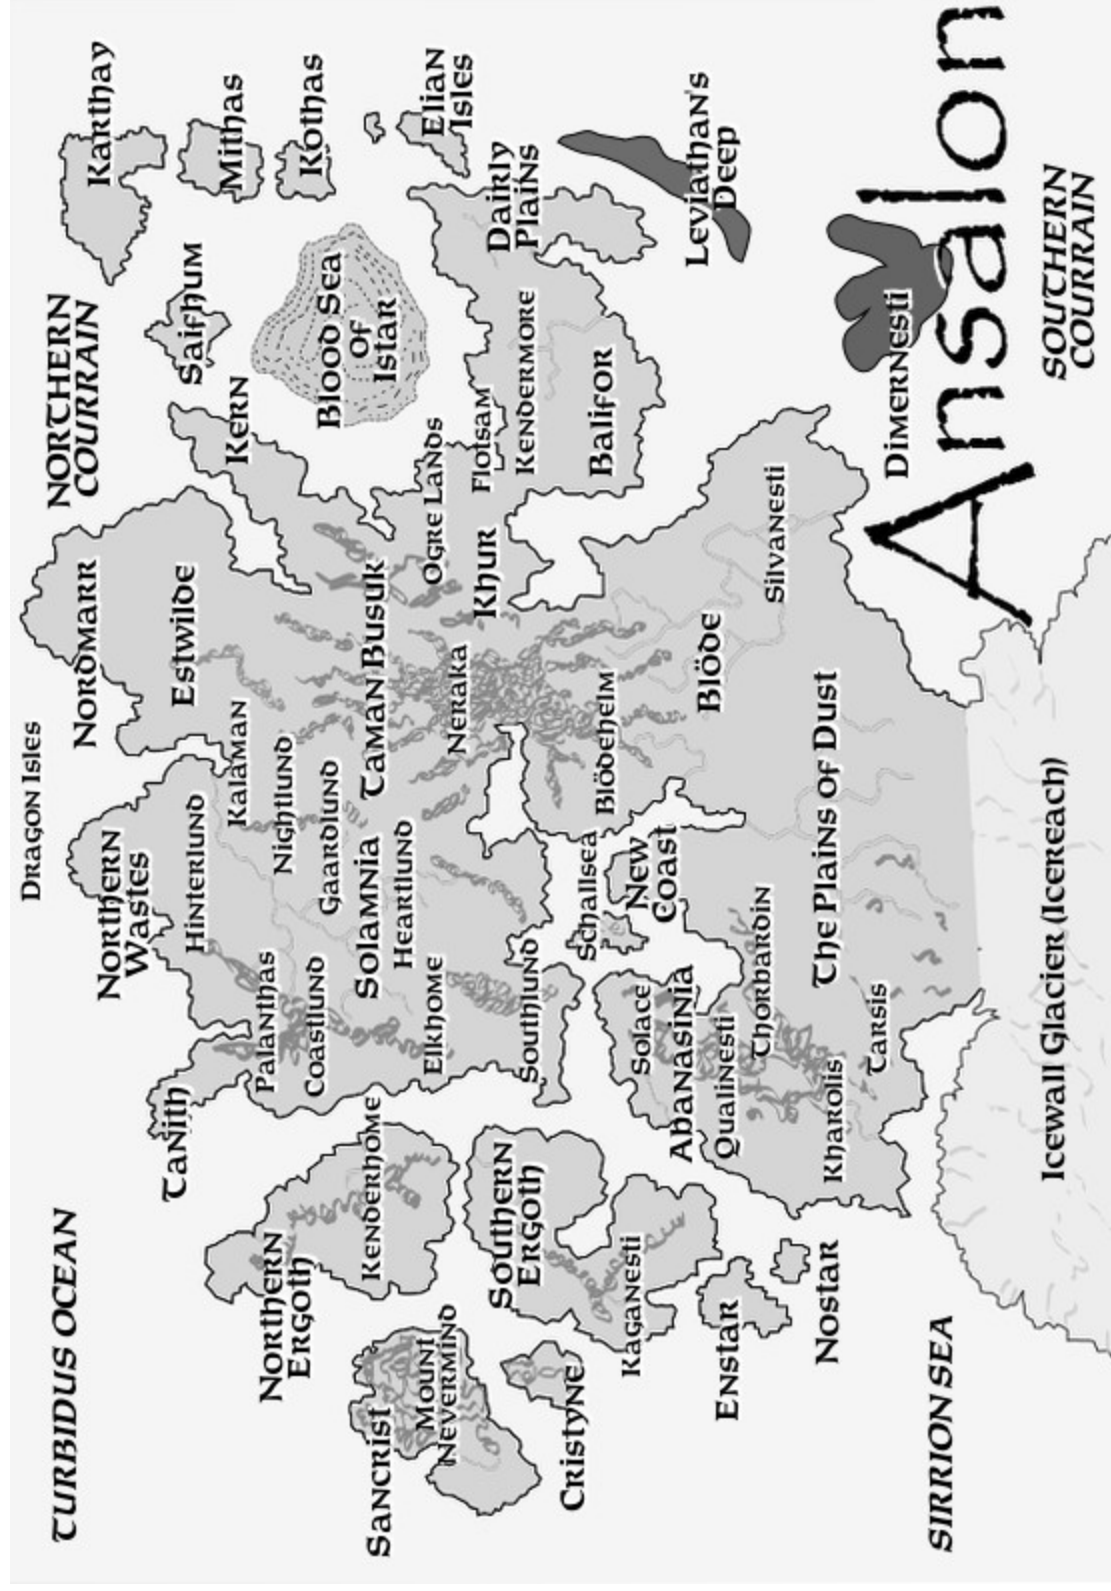 TURBIDUS OCEAN
Dragon Isles
NORTHERN
COURRAIN
Northern
Wastes
Nordmarr
Karthay
Tanith
Hinterlund
Estwilde
Saifhum
Mithas
Kalaman
Kern
Palanthas
Nightlund
Northern
Ergoth
Coastlund
Gaardlund
Kothas
Blood Sea
of
Istar
Sancrist
Kenderhome
Solamnia
Heartlund
Taman Busuk
Mount
Nevermind
Elkhome
Neraka
Ogre Lands
Elian
Isles
Khur
Flotsam
Southern
Ergoth
Southlund
Kendermore
Dairly
Plains
Cristyne
Schallsea
Blödehelm
Balifor
Kaganesti
Solace
New
Coast
Abanasinia
Blöde
Leviathan's
Deep
Enstar
Qualinesti
Thorbardin
Silvanesti
Nostar
Kharolis
The Plains of Dust
Tarsis
Dimernesti
SIRRION SEA
Ansalon
Icewall Glacier (Icereach)
SOUTHERN
COURRAIN